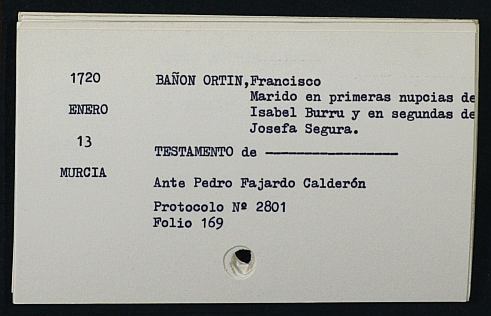 1720
ENERO
13
MURCIA
BAÑON ORTIN,Francisco
Marido en primeras nupcias de
Isabel Burru y en segundas de
Josefa Segura.
TESTAMENTO de ————————
Ante Pedro Fajardo Calderón
Protocolo Nº 2801
Folio 169